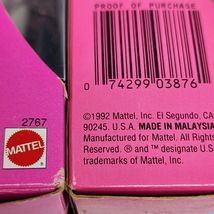 PROOF OF PURCHASE
0 74299 03876
2767
MATTEL
©1992 Mattel, Inc. El Segundo, CA
90245. U.S.A. MADE IN MALAYSIA
Manufactured for Mattel. All Rights
® and ™ designate U.S
trademarks of Mattel, Inc.